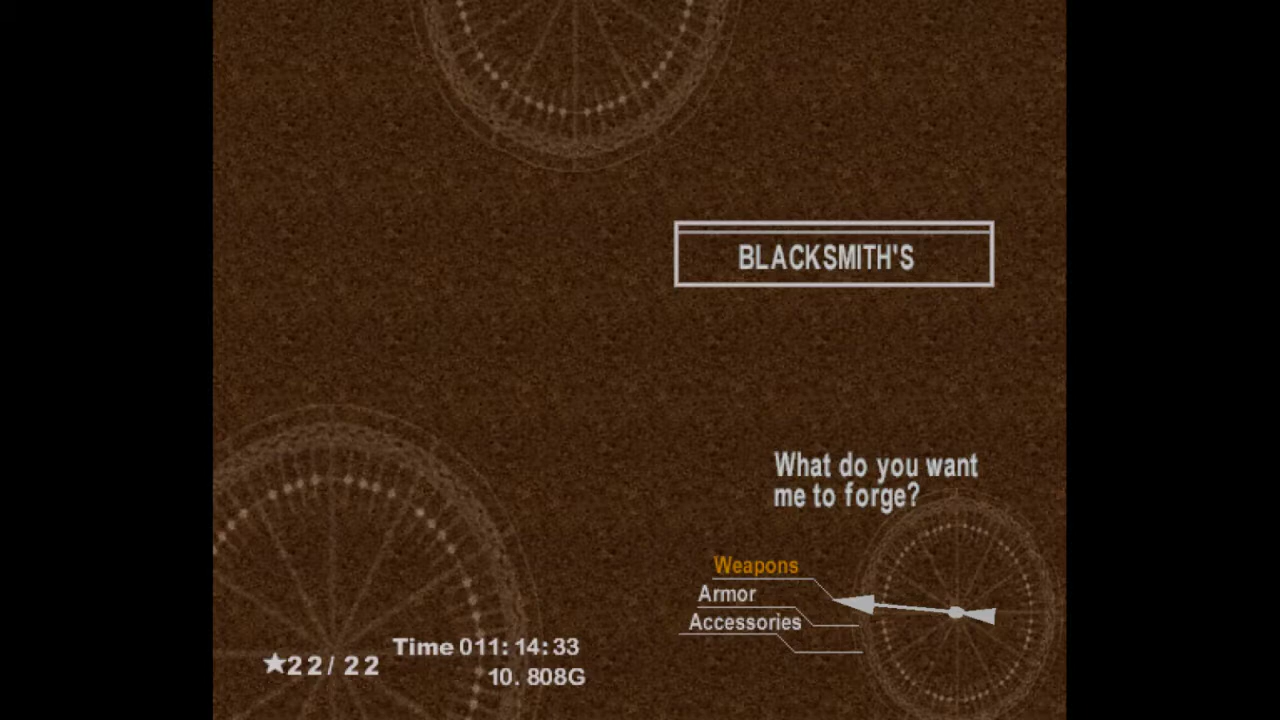 BLACKSMITH'S
What do you want
me to forge?
Weapons
Armor
Accessories
Time 011:14:33
★22/22
10.808G